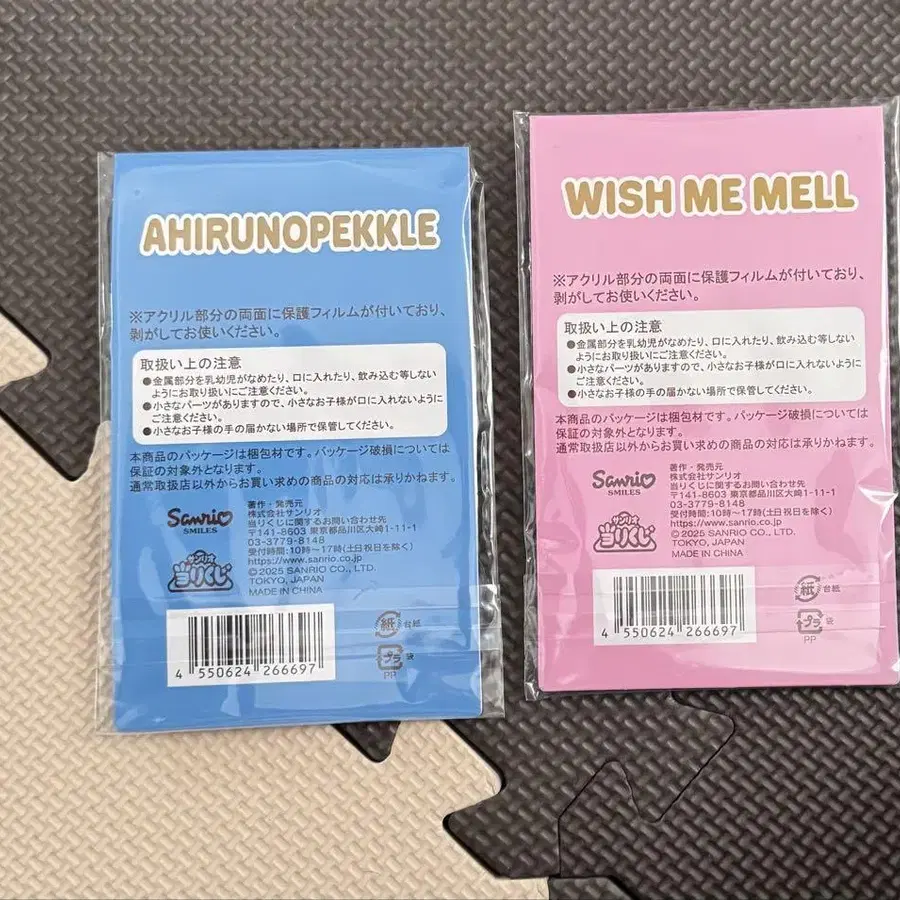 AHIRUNOPEKKLE
※アクリル部分の両面に保護フィルムが付いており、
剥がしてお使いください。
取扱い上の注意
●金属部分を乳幼児がなめたり、口に入れたり、飲み込む等しない
ようにお取り扱いにご注意ください。
●小さなパーツがありますので、小さなお子様が口に入れないように
ご注意ください。
●小さなお子様の手の届かない場所で保管してください。
本商品のパッケージは梱包材です。パッケージ破損については
保証の対象外となります。
通常取扱店以外からお買い求めの商品の対応は承りかねます。
Sanrio
SMILES
サンリオ
当りくじ
著作・発売元
株式会社サンリオ
当りくじに関するお問い合わせ先
〒141-8603 東京都品川区大崎1-11-1
03-3779-8148
受付時間:10時～17時(土日祝日を除く)
https://www.sanrio.co.jp
©2025 SANRIO CO., LTD.
TOKYO, JAPAN
MADE IN CHINA
4 550624 266697
紙 台紙
プラ 袋
PP
WISH ME MELL
※アクリル部分の両面に保護フィルムが付いており、
剥がしてお使いください。
取扱い上の注意
●金属部分を乳幼児がなめたり、口に入れたり、飲み込む等しない
ようにお取り扱いにご注意ください。
●小さなパーツがありますので、小さなお子様が口に入れないように
ご注意ください。
●小さなお子様の手の届かない場所で保管してください。
本商品のパッケージは梱包材です。パッケージ破損については
保証の対象外となります。
通常取扱店以外からお買い求めの商品の対応は承りかねます。
Sanrio
SMILES
サンリオ
当りくじ
著作・発売元
株式会社サンリオ
当りくじに関するお問い合わせ先
〒141-8603 東京都品川区大崎1-11-1
03-3779-8148
受付時間:10時～17時(土日祝日を除く)
https://www.sanrio.co.jp
©2025 SANRIO CO., LTD.
TOKYO, JAPAN
MADE IN CHINA
4 550624 266697
紙 台紙
プラ 袋
PP